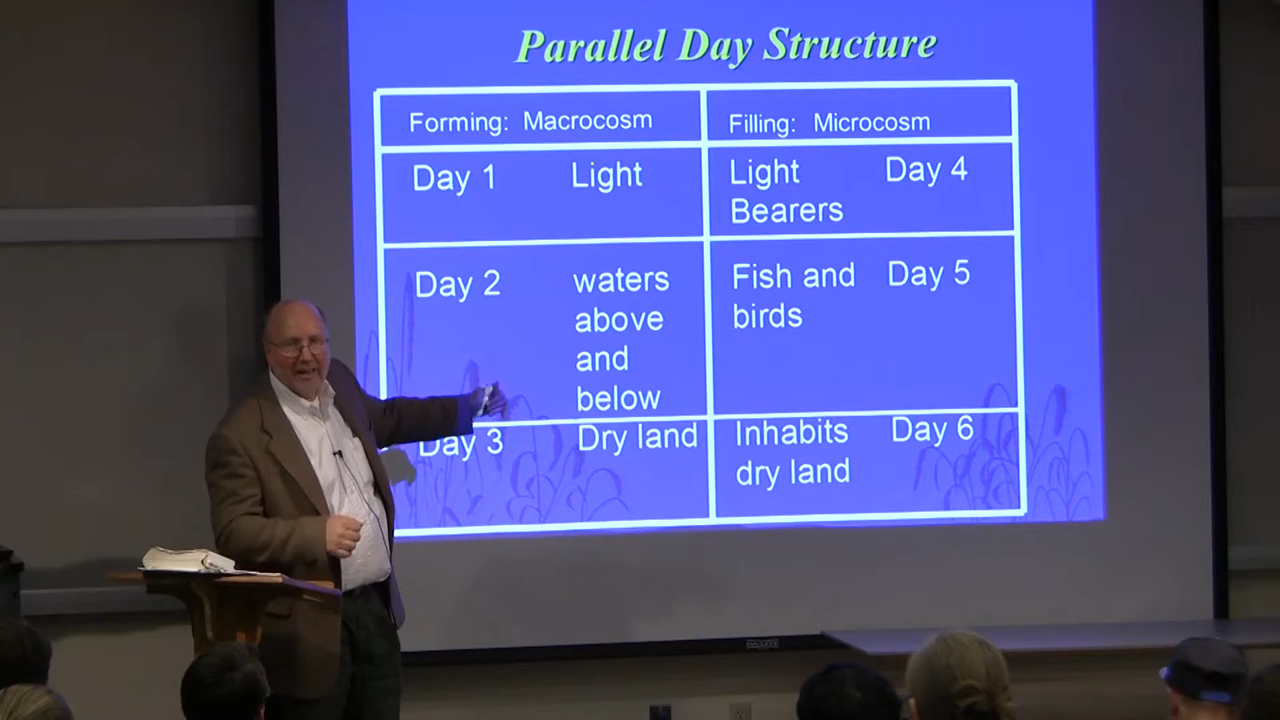 Parallel Day Structure
Forming: Macrocosm Filling: Microcosm
Day 1 Light Light Day 4
Bearers
Day 2 waters Fish and Day 5
above birds
and
below
Day 3 Dry land Inhabits Day 6
dry land